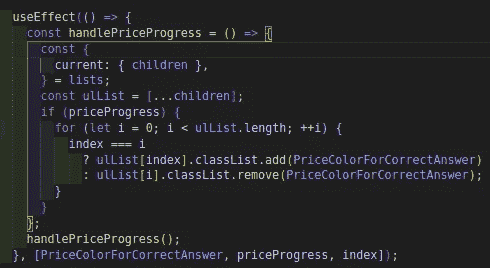 useEffect(() => {
const handlePriceProgress = () => {
const {
current: { children },
} = lists;
const ulList = [...children];
if (priceProgress) {
for (let i = 0; i < ulList.length; ++i) {
index === i
? ulList[index].classList.add(PriceColorForCorrectAnswer)
: ulList[i].classList.remove(PriceColorForCorrectAnswer);
}
}
};
handlePriceProgress();
}, [PriceColorForCorrectAnswer, priceProgress, index]);